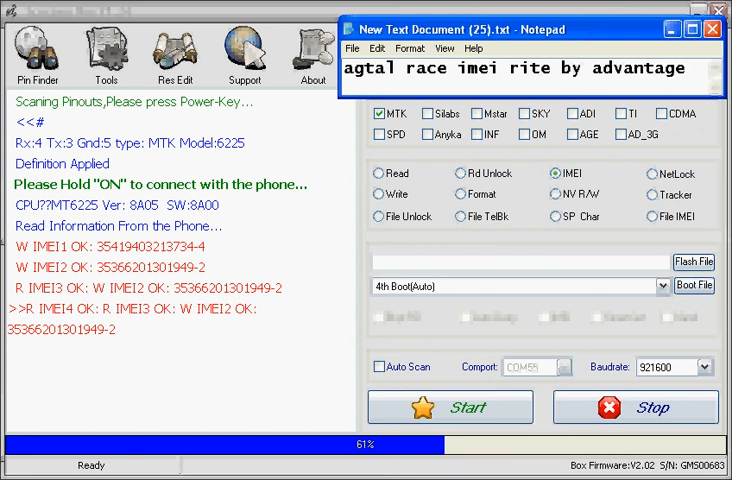 New Text Document (25).txt - Notepad
File Edit Format View Help
agtal race imei rite by advantage
Pin Finder Tools Res Edit Support About
Scaning Pinouts,Please press Power-Key...
<<#
Rx:4 Tx:3 Gnd:5 type: MTK Model:6225
Definition Applied
Please Hold "ON" to connect with the phone...
CPU??MT6225 Ver: 8A05 SW:8A00
Read Information From the Phone...
W IMEI1 OK: 35419403213734-4
W IMEI2 OK: 35366201301949-2
R IMEI3 OK: W IMEI2 OK: 35366201301949-2
>>R IMEI4 OK: R IMEI3 OK: W IMEI2 OK:
35366201301949-2
MTK Silabs Mstar SKY ADI TI CDMA
SPD Anyka INF OM AGE AD_3G
Read Rd Unlock IMEI NetLock
Write Format NV R/W Tracker
File Unlock File TelBk SP Char File IMEI
Flash File
4th Boot(Auto) Boot File
Auto Scan Comport: COM55 Baudrate: 921600
Start Stop
61%
Ready Box Firmware:V2.02 S/N: GMS00683